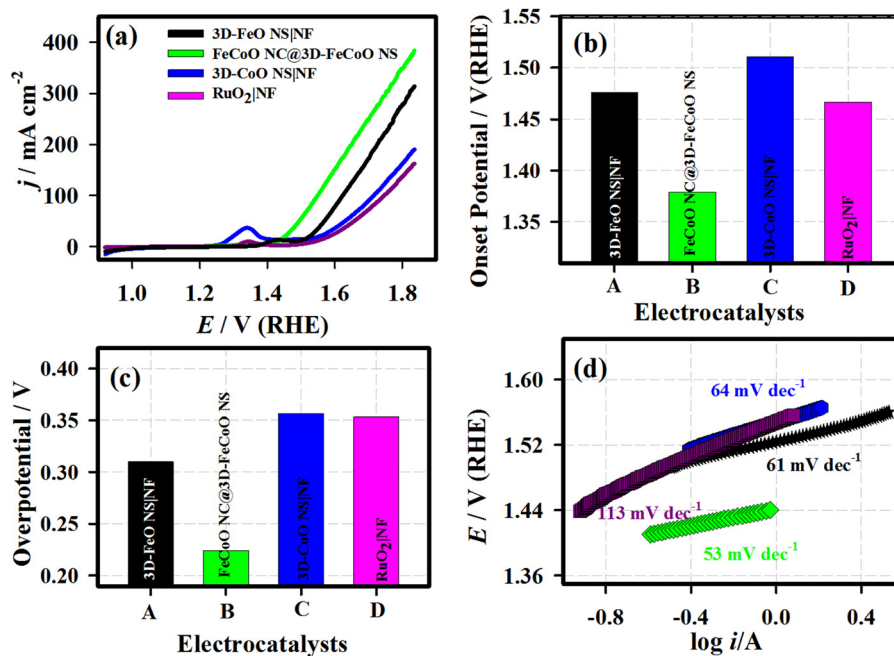 (a)
3D-FeO NS|NF
FeCoO NC@3D-FeCoO NS
3D-CoO NS|NF
RuO₂|NF
j / mA cm⁻²
400
300
200
100
0
1.0 1.2 1.4 1.6 1.8
E / V (RHE)
(b)
Onset Potential / V(RHE)
1.55
1.50
1.45
1.35
3D-FeO NS|NF
FeCoO NC@3D-FeCoO NS
3D-CoO NS|NF
RuO₂|NF
A B C D
Electrocatalysts
(c)
Overpotential / V
0.40
0.35
0.30
0.25
0.20
3D-FeO NS|NF
FeCoO NC@3D-FeCoO NS
3D-CoO NS|NF
RuO₂|NF
A B C D
Electrocatalysts
(d)
E / V (RHE)
1.60
1.52
1.44
1.36
64 mV dec⁻¹
61 mV dec⁻¹
113 mV dec⁻¹
53 mV dec⁻¹
-0.8 -0.4 0.0 0.4
log i/A